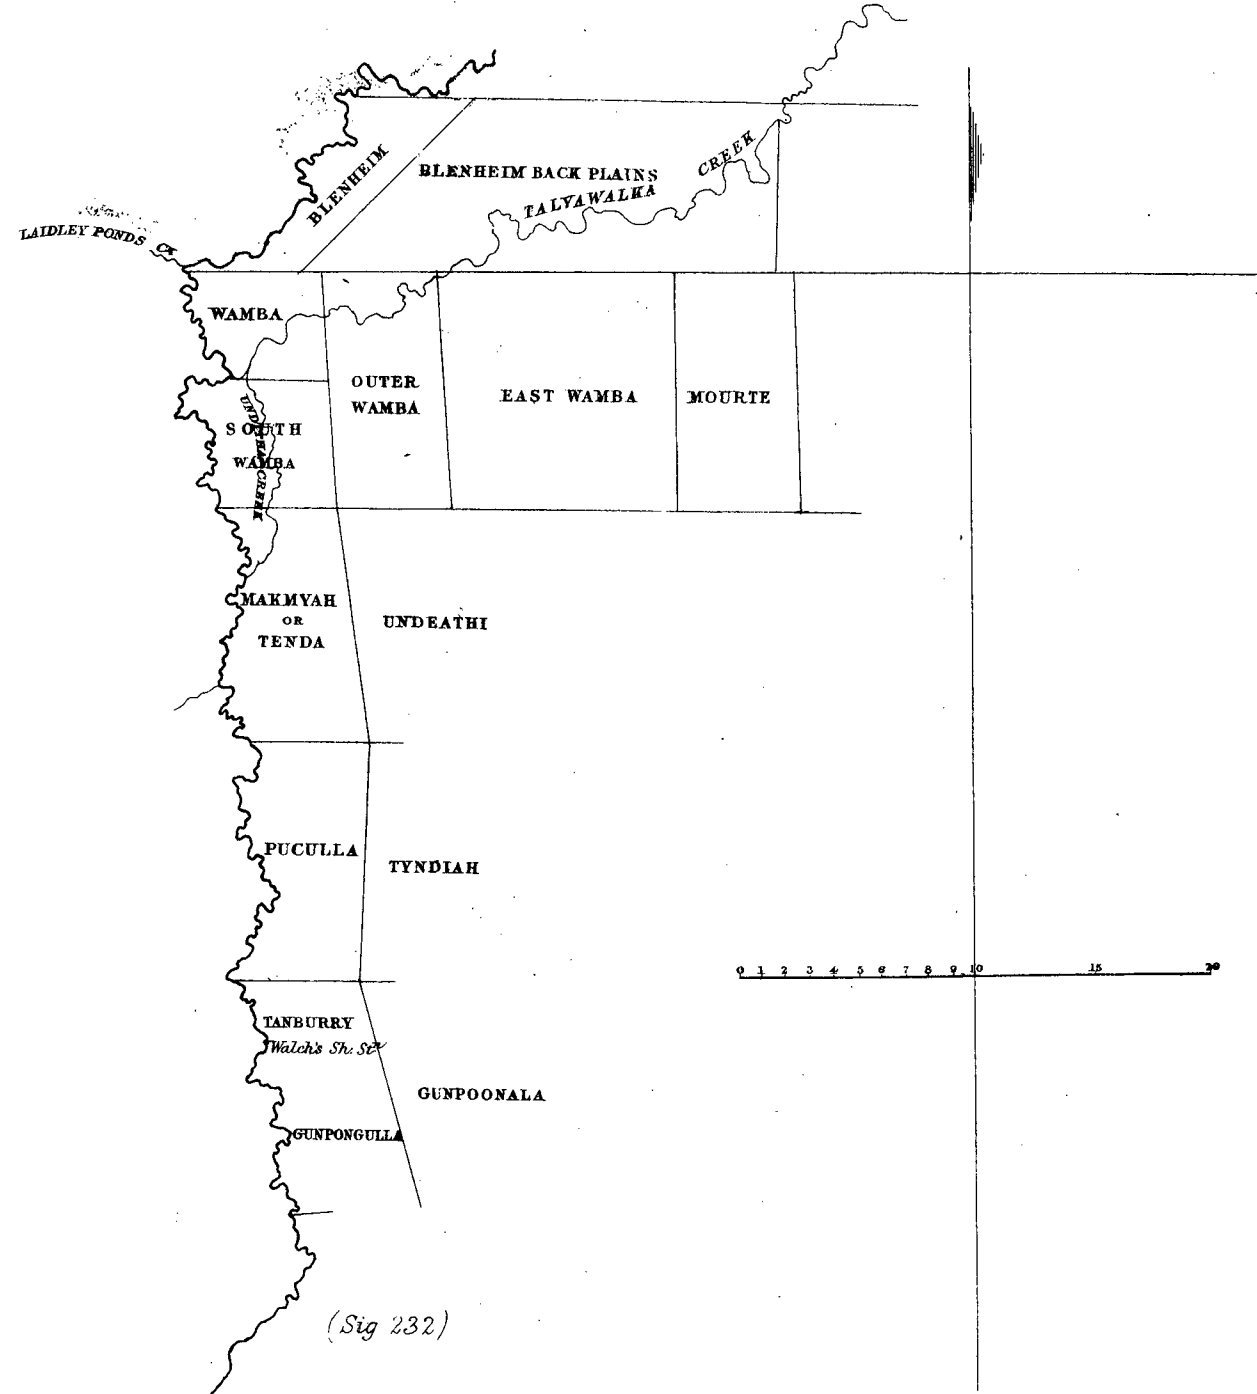 BLENHEIM
BLENHEIM BACK PLAINS
TALYAWALKA CREEK
LAIDLEY PONDS CK
WAMBA
OUTER
WAMBA
EAST WAMBA
MOURTE
SOUTH
WAMBA
CREEK
MAKMYAH
OR
TENDA
UNDEATHI
PUCULLA
TYNDIAH
0 1 2 3 4 5 6 7 8 9 10 15 20
TANBURRY
Walch's Sh. Stn
GUNPOONALA
GUNPONGULLA
(Sig 232)